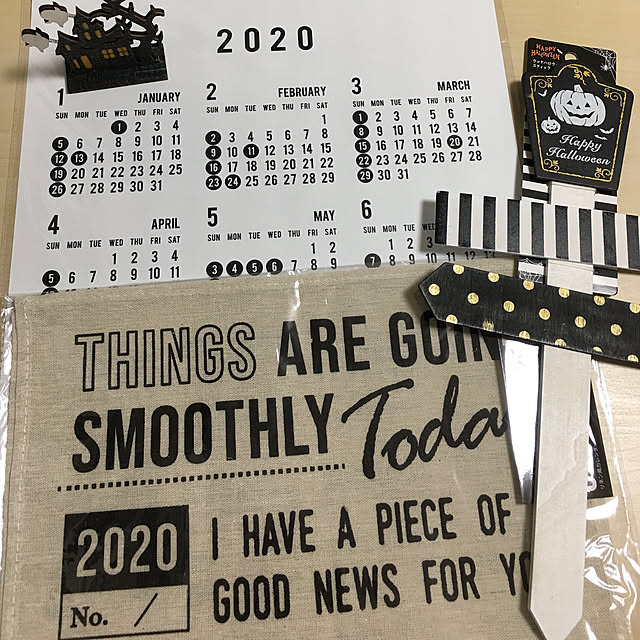 2020
1 JANUARY
SUN MON TUE WED THU FRI SAT
1 2 3 4
5 6 7 8 9 10 11
12 13 14 15 16 17 18
19 20 21 22 23 24 25
26 27 28 29 30 31
2 FEBRUARY
SUN MON TUE WED THU FRI SAT
1
2 3 4 5 6 7 8
9 10 11 12 13 14 15
16 17 18 19 20 21 22
23 24 25 26 27 28 29
3 MARCH
SUN MON TUE WED THU FRI SAT
1 2 3 4 5 6 7
8 9 10 11 12 13 14
15 16 17 18 19 20 21
22 23 24 25 26 27 28
29 30 31
4 APRIL
SUN MON TUE WED THU FRI SAT
1 2 3 4
5 6 7 8 9 10 11
5 MAY
SUN MON TUE WED THU FRI SAT
1 2
3 4 5 6 7 8 9
6
SUN MON TUE WED
1 2 3
7
HAPPY
HALLOWEEN
Happy
Halloween
THINGS ARE
SMOOTHLY
2020
No. /
I HAVE A PIECE OF
GOOD NEWS FOR